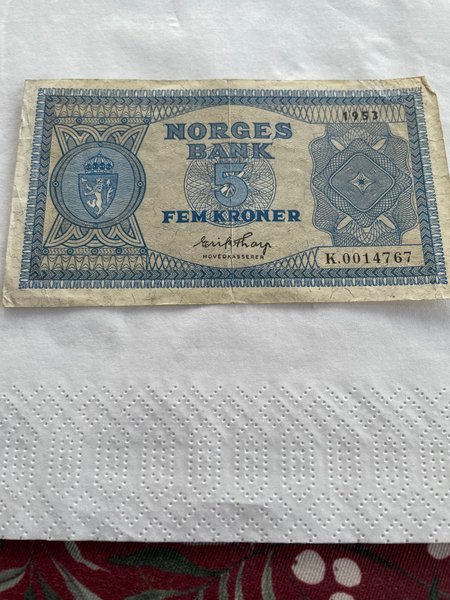 1953
NORGES
BANK
5
FEM KRONER
HOVEDKASSERER
K.0014767